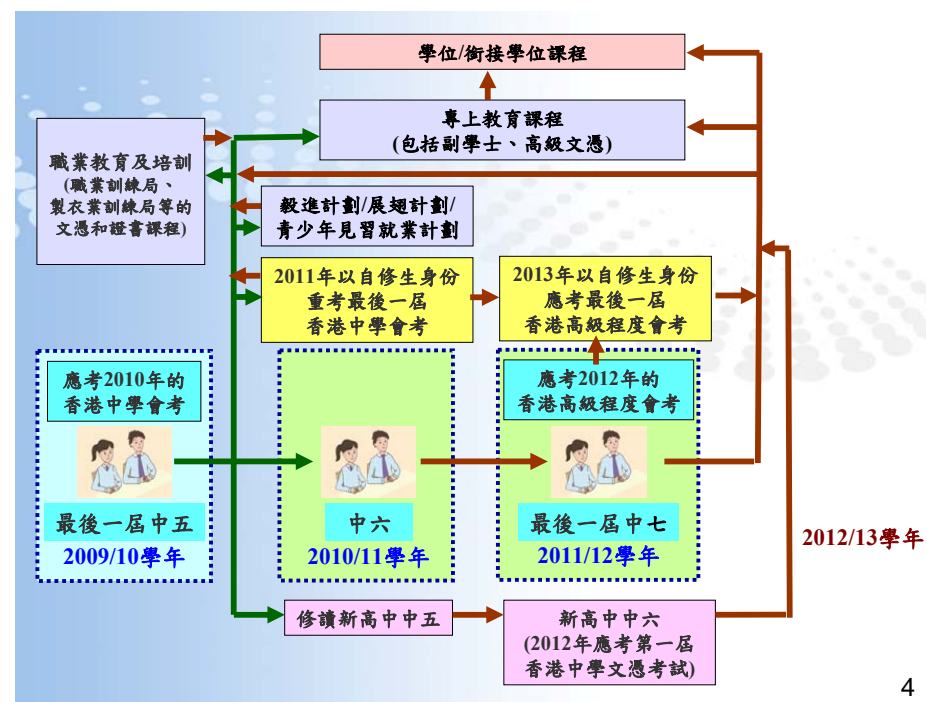 學位/銜接學位課程
專上教育課程
(包括副學士、高級文憑)
職業教育及培訓
(職業訓練局、
製衣業訓練局等的
文憑和證書課程)
毅進計劃/展翅計劃/
青少年見習就業計劃
2011年以自修生身份
重考最後一屆
香港中學會考
2013年以自修生身份
應考最後一屆
香港高級程度會考
應考2010年的
香港中學會考
應考2012年的
香港高級程度會考
最後一屆中五
2009/10學年
中六
2010/11學年
最後一屆中七
2011/12學年
2012/13學年
修讀新高中中五
新高中中六
(2012年應考第一屆
香港中學文憑考試)
4